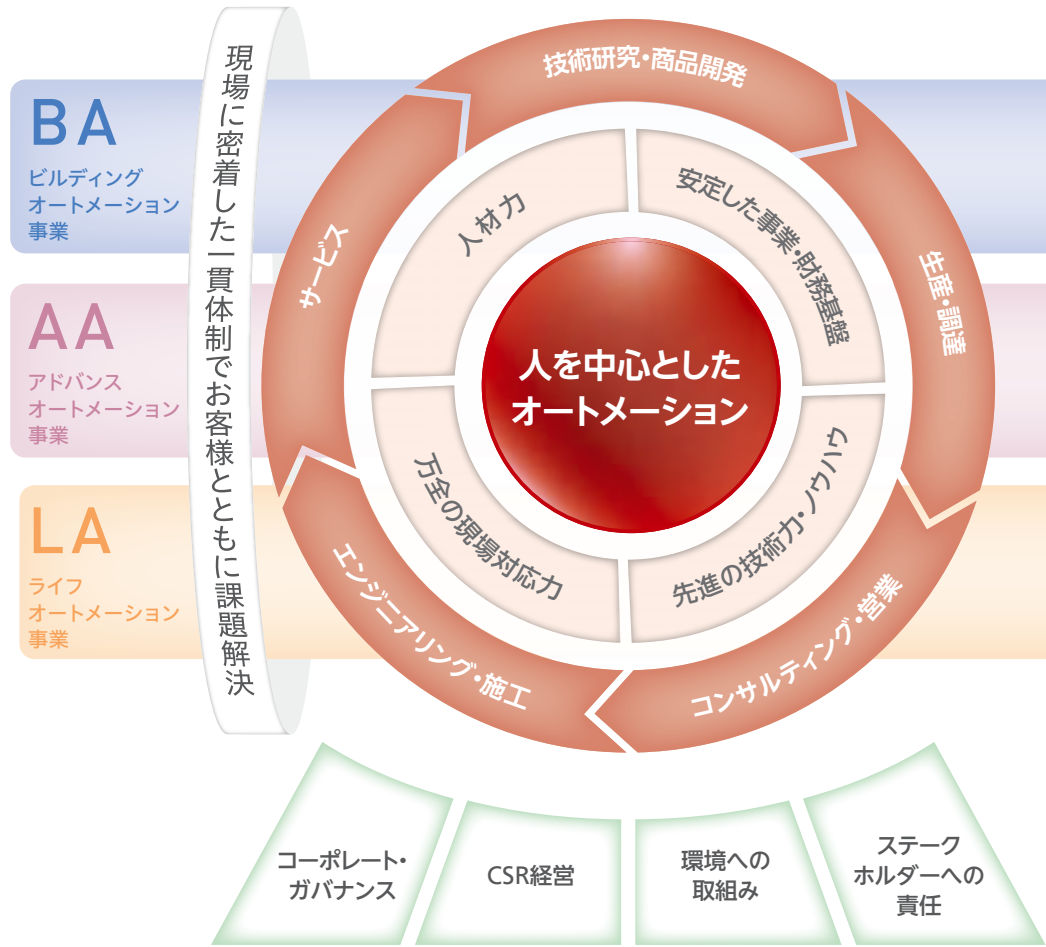 BA
ビルディング
オートメーション
事業
AA
アドバンス
オートメーション
事業
LA
ライフ
オートメーション
事業
現場に密着した一貫体制でお客様とともに課題解決
技術研究・商品開発
生産・調達
コンサルティング・営業
エンジニアリング・施工
サービス
人材力
安定した事業・財務基盤
先進の技術力・ノウハウ
万全の現場対応力
人を中心とした
オートメーション
コーポレート・
ガバナンス
CSR経営
環境への
取組み
ステーク
ホルダーへの
責任